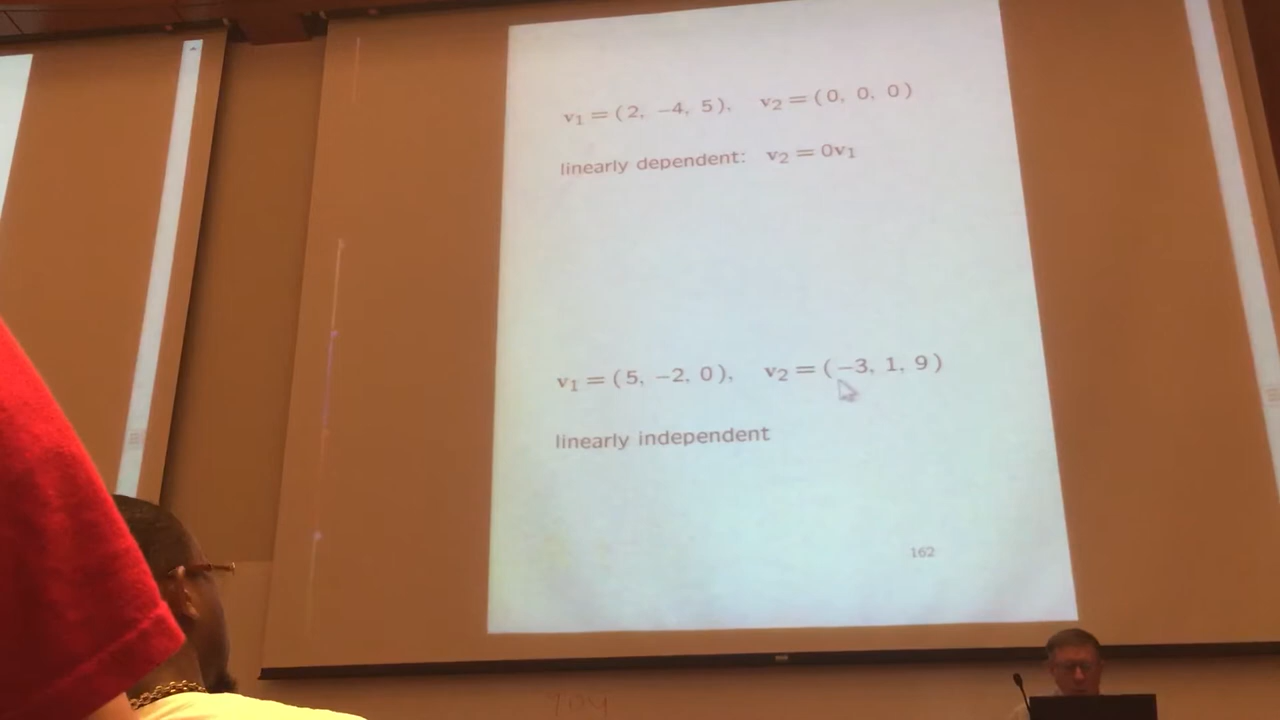 v₁ = (2, −4, 5), v₂ = (0, 0, 0)
linearly dependent: v₂ = 0v₁
v₁ = (5, −2, 0), v₂ = (−3, 1, 9)
linearly independent
162